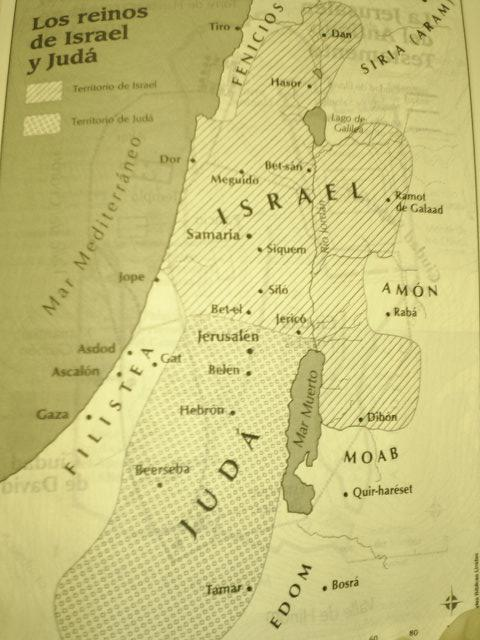 Los reinos
de Israel
y Judá
Territorio de Israel
Territorio de Judá
Mar Mediterráneo
Tiro
FENICIOS
Dan
SIRIA (ARAM)
Hasor
Lago de
Galilea
Dor
Meguido
Bet-sán
ISRAEL
Ramot
de Galaad
Río Jordán
Samaria
Siquem
Jope
Siló
AMÓN
Rabá
Bet-el
Jericó
Jerusalén
Asdod
Gat
Ascalón
Belén
FILISTEA
Gaza
Hebrón
Mar Muerto
Dibón
JUDÁ
MOAB
Beerseba
Quir-haréset
EDOM
Tamar
Bosrá
60
80